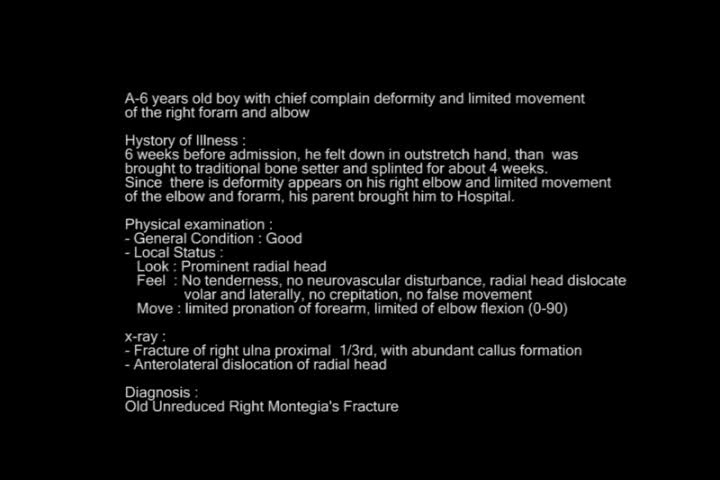 A-6 years old boy with chief complain deformity and limited movement
of the right forarn and albow
Hystory of Illness :
6 weeks before admission, he felt down in outstretch hand, than was
brought to traditional bone setter and splinted for about 4 weeks.
Since there is deformity appears on his right elbow and limited movement
of the elbow and forarm, his parent brought him to Hospital.
Physical examination :
- General Condition : Good
- Local Status :
Look : Prominent radial head
Feel : No tenderness, no neurovascular disturbance, radial head dislocate
volar and laterally, no crepitation, no false movement
Move : limited pronation of forearm, limited of elbow flexion (0-90)
x-ray :
- Fracture of right ulna proximal 1/3rd, with abundant callus formation
- Anterolateral dislocation of radial head
Diagnosis :
Old Unreduced Right Montegia's Fracture